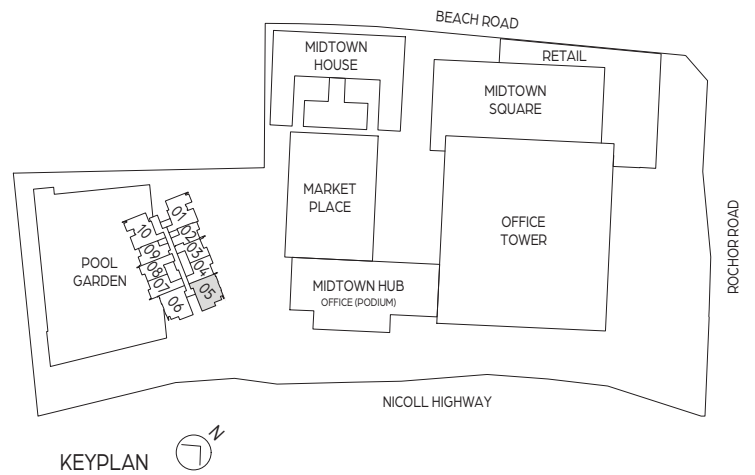 BEACH ROAD
MIDTOWN
HOUSE
RETAIL
MIDTOWN
SQUARE
MARKET
PLACE
OFFICE
TOWER
ROCHOR ROAD
POOL
GARDEN
10
09
08
07
06
01
02
03
04
05
MIDTOWN HUB
OFFICE (PODIUM)
NICOLL HIGHWAY
KEYPLAN
N